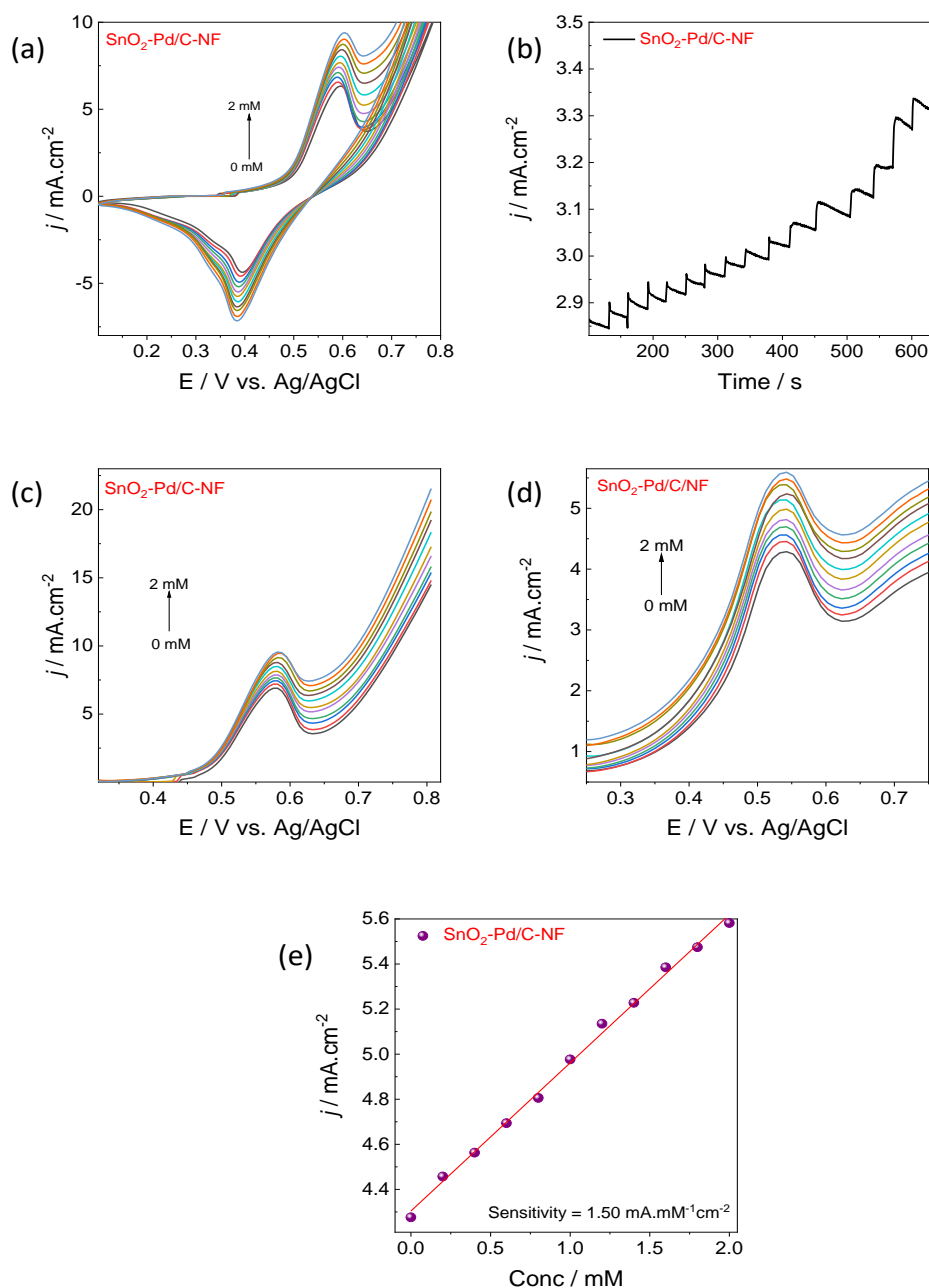 (a)
SnO₂-Pd/C-NF
2 mM
0 mM
10
5
0
-5
0.2 0.3 0.4 0.5 0.6 0.7 0.8
j / mA.cm⁻²
E / V vs. Ag/AgCl
(b)
SnO₂-Pd/C-NF
3.5
3.4
3.3
3.2
3.1
3.0
2.9
200 300 400 500 600
j / mA.cm⁻²
Time / s
(c)
SnO₂-Pd/C-NF
2 mM
0 mM
20
15
10
5
0.4 0.5 0.6 0.7 0.8
j / mA.cm⁻²
E / V vs. Ag/AgCl
(d)
SnO₂-Pd/C/NF
2 mM
0 mM
5
4
3
2
1
0.3 0.4 0.5 0.6 0.7
j / mA.cm⁻²
E / V vs. Ag/AgCl
(e)
SnO₂-Pd/C-NF
5.6
5.4
5.2
5.0
4.8
4.6
4.4
Sensitivity = 1.50 mA.mM⁻¹cm⁻²
0.0 0.5 1.0 1.5 2.0
j / mA.cm⁻²
Conc / mM